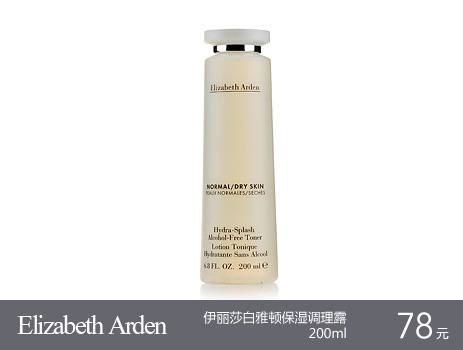 Elizabeth Arden
NORMAL/DRY SKIN
PEAUX NORMALES/SÈCHES
Hydra-Splash
Alcohol-Free Toner
Lotion Tonique
Hydratante Sans Alcool
6.8 FL. OZ. 200 ml ℮
Elizabeth Arden
伊丽莎白雅顿保湿调理露
200ml
78元